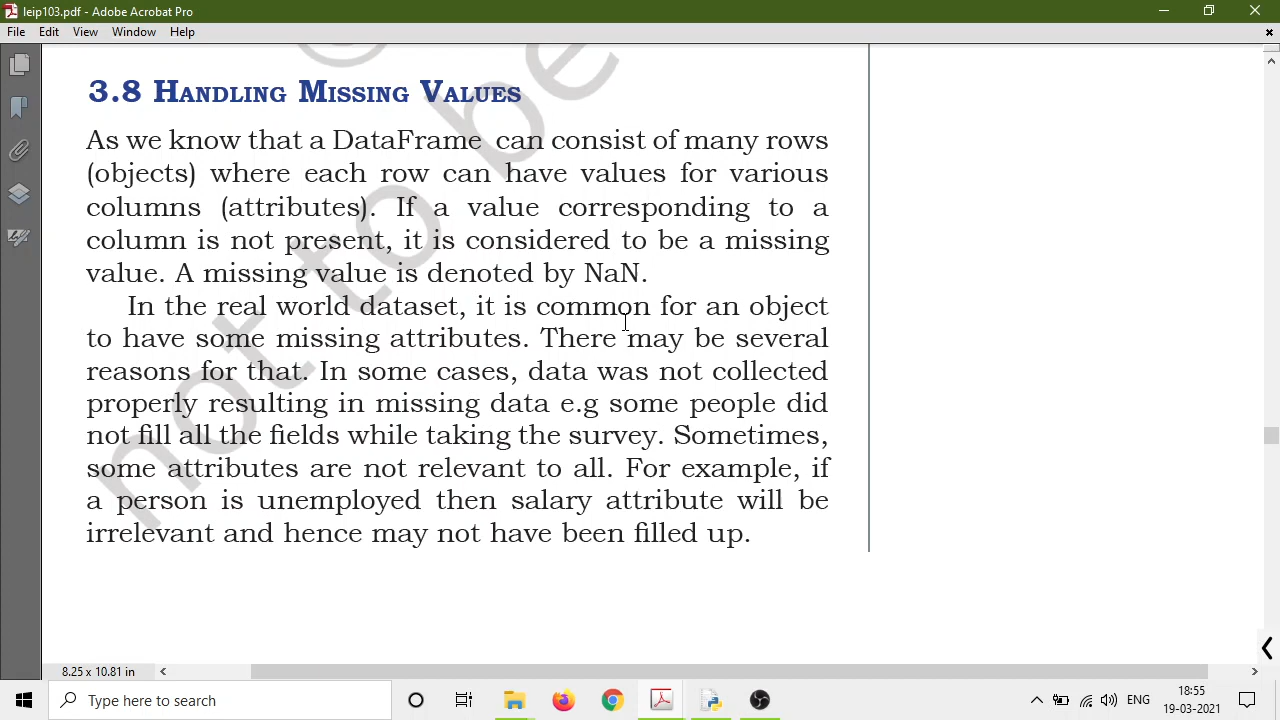 leip103.pdf - Adobe Acrobat Pro
File Edit View Window Help
3.8 Handling Missing Values
As we know that a DataFrame can consist of many rows
(objects) where each row can have values for various
columns (attributes). If a value corresponding to a
column is not present, it is considered to be a missing
value. A missing value is denoted by NaN.
In the real world dataset, it is common for an object
to have some missing attributes. There may be several
reasons for that. In some cases, data was not collected
properly resulting in missing data e.g some people did
not fill all the fields while taking the survey. Sometimes,
some attributes are not relevant to all. For example, if
a person is unemployed then salary attribute will be
irrelevant and hence may not have been filled up.
not to be
8.25 x 10.81 in
Type here to search
ENG
18:55
19-03-2021